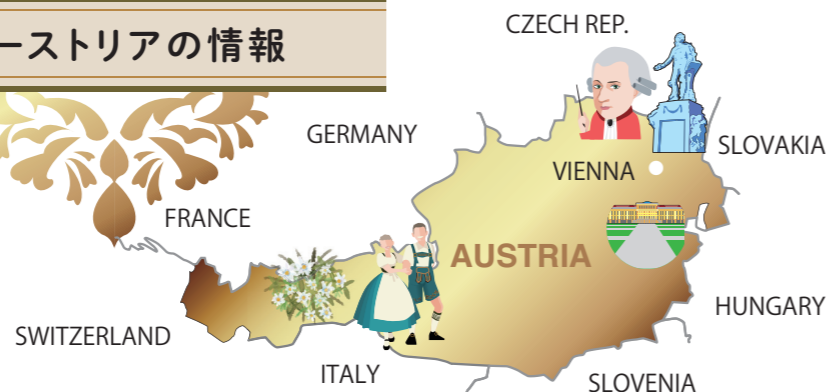 ーストリアの情報
CZECH REP.
GERMANY
SLOVAKIA
VIENNA
FRANCE
AUSTRIA
HUNGARY
SWITZERLAND
ITALY
SLOVENIA